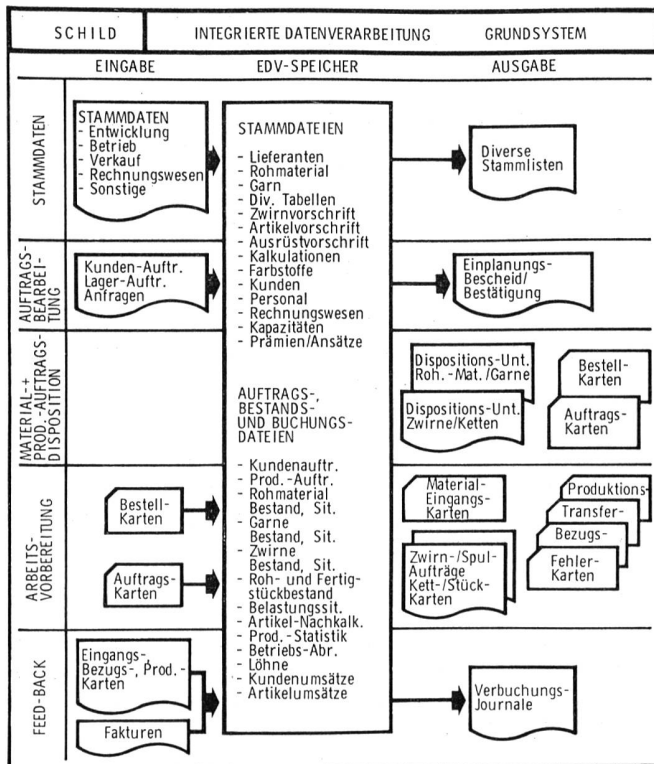 SCHILD
INTEGRIERTE DATENVERARBEITUNG GRUNDSYSTEM
EINGABE
EDV-SPEICHER
AUSGABE
STAMMDATEN
STAMMDATEN
- Entwicklung
- Betrieb
- Verkauf
- Rechnungswesen
- Sonstige
STAMMDATEIEN
- Lieferanten
- Rohmaterial
- Garn
- Div. Tabellen
- Zwirnvorschrift
- Artikelvorschrift
- Ausrüstvorschrift
- Kalkulationen
- Farbstoffe
- Kunden
- Personal
- Rechnungswesen
- Kapazitäten
- Prämien/Ansätze
Diverse
Stammlisten
AUFTRAGS-
BEARBEI-
TUNG
Kunden-Auftr.
Lager-Auftr.
Anfragen
Einplanungs-
Bescheid/
Bestätigung
MATERIAL-+
PROD.-AUFTRAGS-
DISPOSITION
AUFTRAGS-,
BESTANDS-
UND BUCHUNGS-
DATEIEN
- Kundenauftr.
- Prod.-Auftr.
- Rohmaterial
Bestand, Sit.
- Garne
Bestand, Sit.
- Zwirne
Bestand, Sit.
- Roh- und Fertig-
stückbestand
- Belastungssit.
- Artikel-Nachkalk.
- Prod.-Statistik
- Betriebs-Abr.
- Löhne
- Kundenumsätze
- Artikelumsätze
Dispositions-Unt.
Roh.-Mat./Garne
Dispositions-Unt.
Zwirne/Ketten
Bestell-
Karten
Auftrags-
Karten
ARBEITS-
VORBEREITUNG
Bestell-
Karten
Auftrags-
Karten
Material-
Eingangs-
Karten
Zwirn-/Spul-
Aufträge
Kett-/Stück-
Karten
Produktions-
Transfer-
Bezugs-
Fehler-
Karten
FEED-BACK
Eingangs-
Bezugs-, Prod.-
Karten
Fakturen
Verbuchungs-
Journale